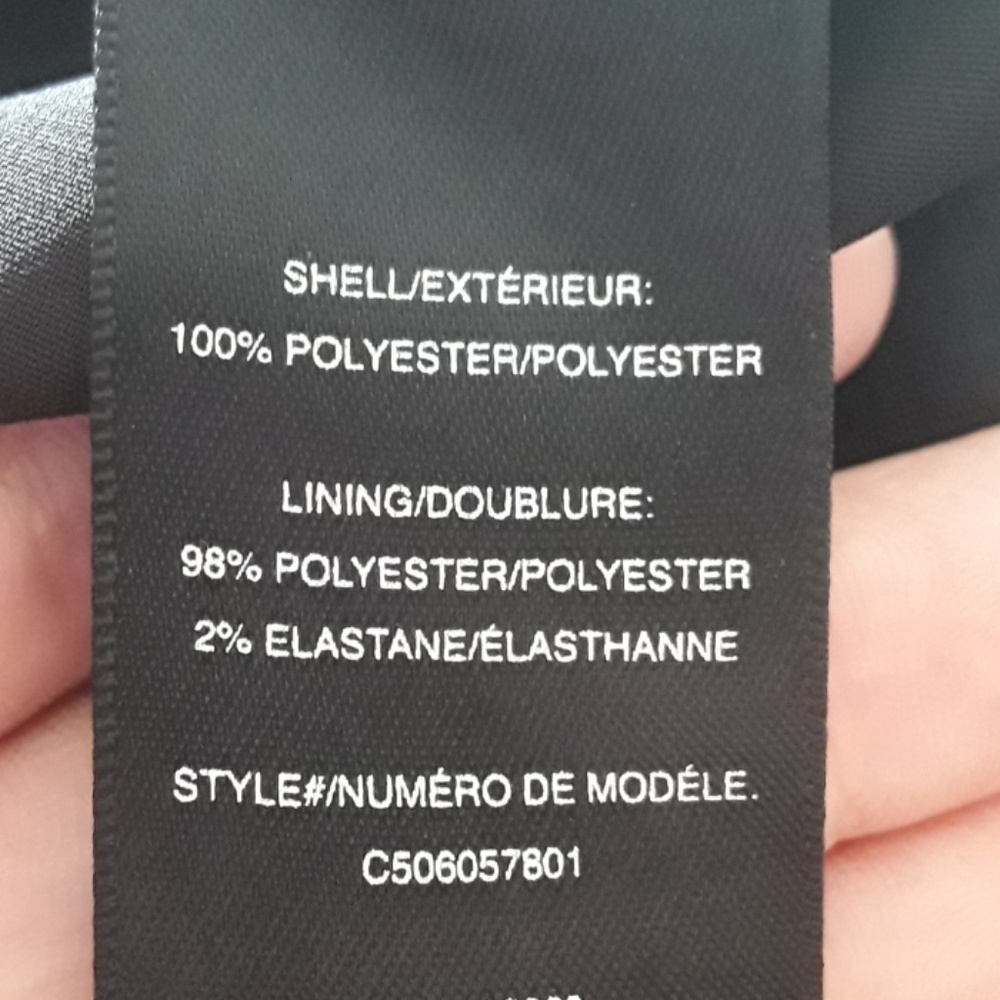 SHELL/EXTÉRIEUR:
100% POLYESTER/POLYESTER
LINING/DOUBLURE:
98% POLYESTER/POLYESTER
2% ELASTANE/ÉLASTHANNE
STYLE#/NUMÉRO DE MODÉLE.
C506057801